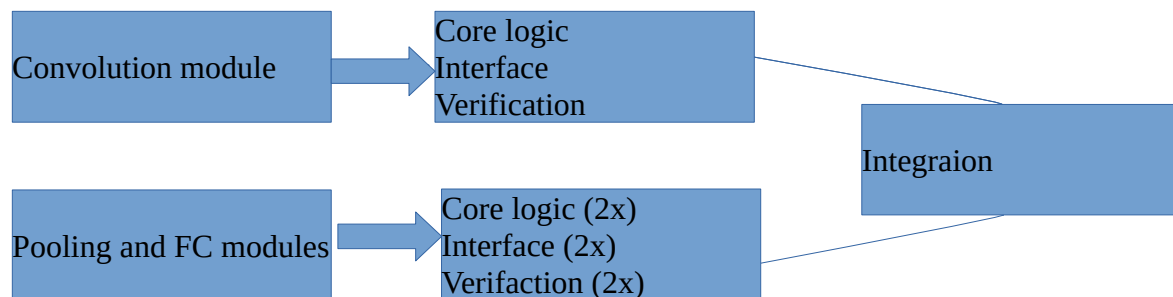 Convolution module
Core logic
Interface
Verification
Integraion
Pooling and FC modules
Core logic (2x)
Interface (2x)
Verifaction (2x)